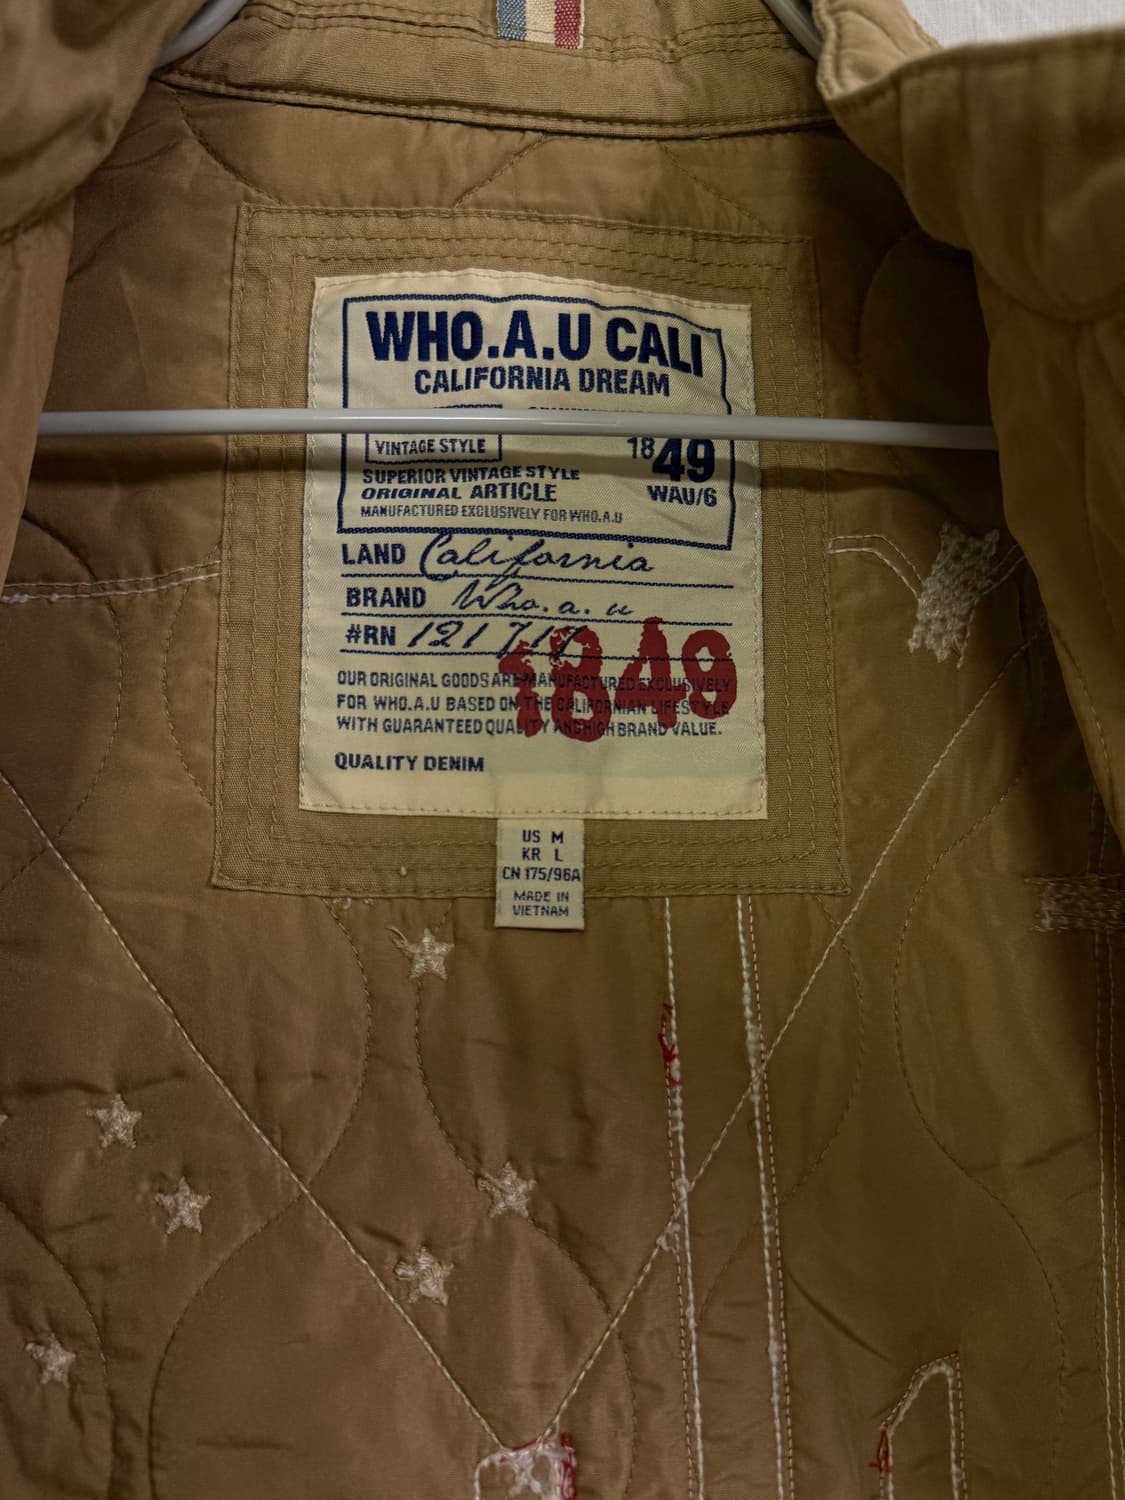 WHO.A.U CALI
CALIFORNIA DREAM
VINTAGE STYLE
1849
SUPERIOR VINTAGE STYLE
ORIGINAL ARTICLE
WAU/6
MANUFACTURED EXCLUSIVELY FOR WHO.A.U
LAND California
BRAND Who.a.u
#RN
1849
OUR ORIGINAL GOODS ARE MANUFACTURED EXCLUSIVELY
FOR WHO.A.U BASED ON THE CALIFORNIAN LIFESTYLE
WITH GUARANTEED QUALITY AND HIGH BRAND VALUE.
QUALITY DENIM
US M
KR L
CN 175/96A
MADE IN
VIETNAM